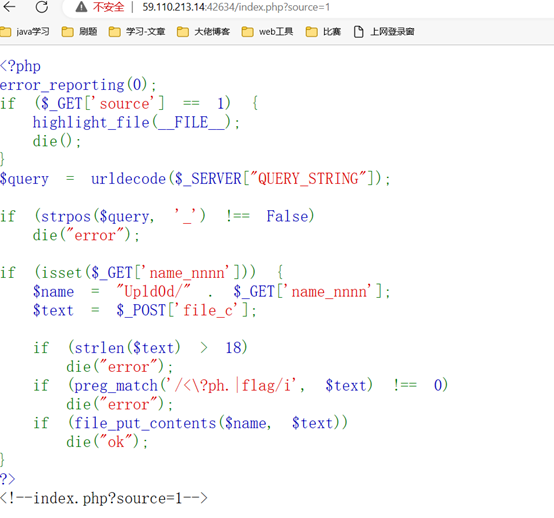 不安全 59.110.213.14:42634/index.php?source=1
java学习 刷题 学习-文章 大佬博客 web工具 比赛 上网登录窗
<?php
error_reporting(0);
if ($_GET['source'] == 1) {
    highlight_file(__FILE__);
    die();
}
$query = urldecode($_SERVER["QUERY_STRING"]);
if (strpos($query, '_') !== False)
    die("error");
if (isset($_GET['name_nnnn'])) {
    $name = "Upld0d/" . $_GET['name_nnnn'];
    $text = $_POST['file_c'];
    if (strlen($text) > 18)
        die("error");
    if (preg_match('/<\?ph.|flag/i', $text) !== 0)
        die("error");
    if (file_put_contents($name, $text))
        die("ok");
}
?>
<!--index.php?source=1-->